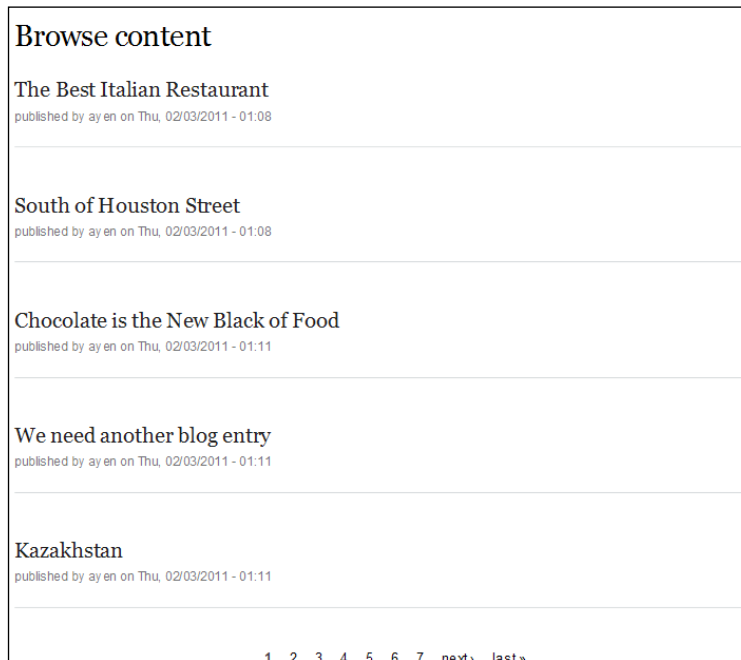 Browse content
The Best Italian Restaurant
published by ayen on Thu, 02/03/2011 - 01:08
South of Houston Street
published by ayen on Thu, 02/03/2011 - 01:08
Chocolate is the New Black of Food
published by ayen on Thu, 02/03/2011 - 01:11
We need another blog entry
published by ayen on Thu, 02/03/2011 - 01:11
Kazakhstan
published by ayen on Thu, 02/03/2011 - 01:11
1 2 3 4 5 6 7 next › last »